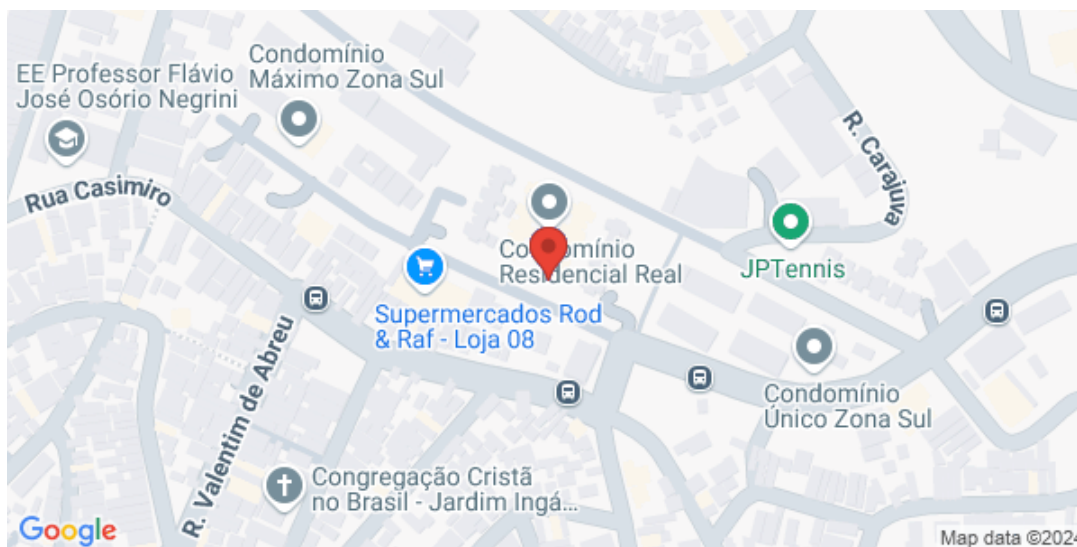 Condomínio
Máximo Zona Sul
EE Professor Flávio
José Osório Negrini
Rua Casimiro
R. Carajuva
Condomínio
Residencial Real
JPTennis
Supermercados Rod
& Raf - Loja 08
R. Valentim de Abreu
Condomínio
Único Zona Sul
Congregação Cristã
no Brasil - Jardim Ingá...
Google
Map data ©2024